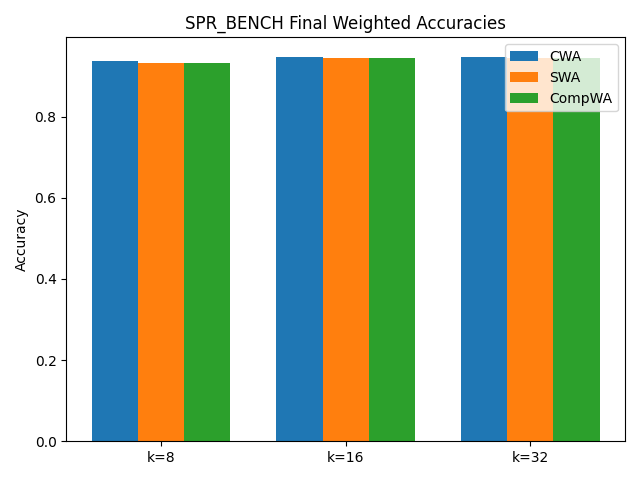 SPR_BENCH Final Weighted Accuracies
CWA
SWA
CompWA
Accuracy
0.8
0.6
0.4
0.2
0.0
k=8
k=16
k=32